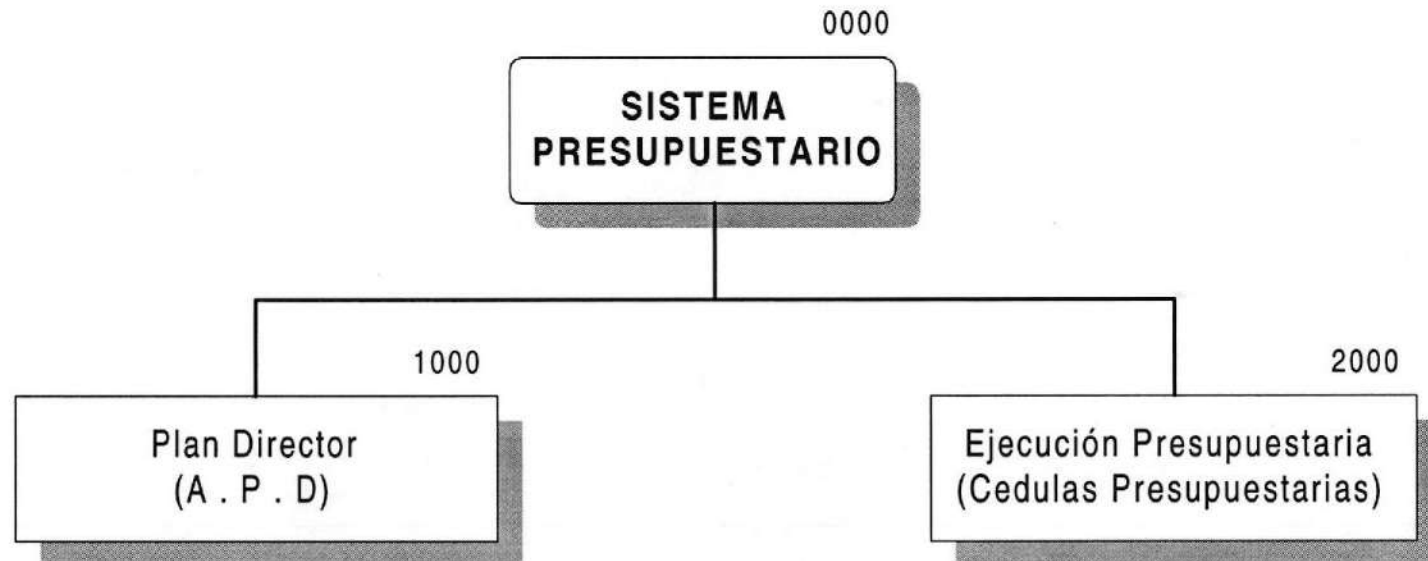 0000
SISTEMA
PRESUPUESTARIO
1000
2000
Plan Director
(A . P . D)
Ejecución Presupuestaria
(Cedulas Presupuestarias)